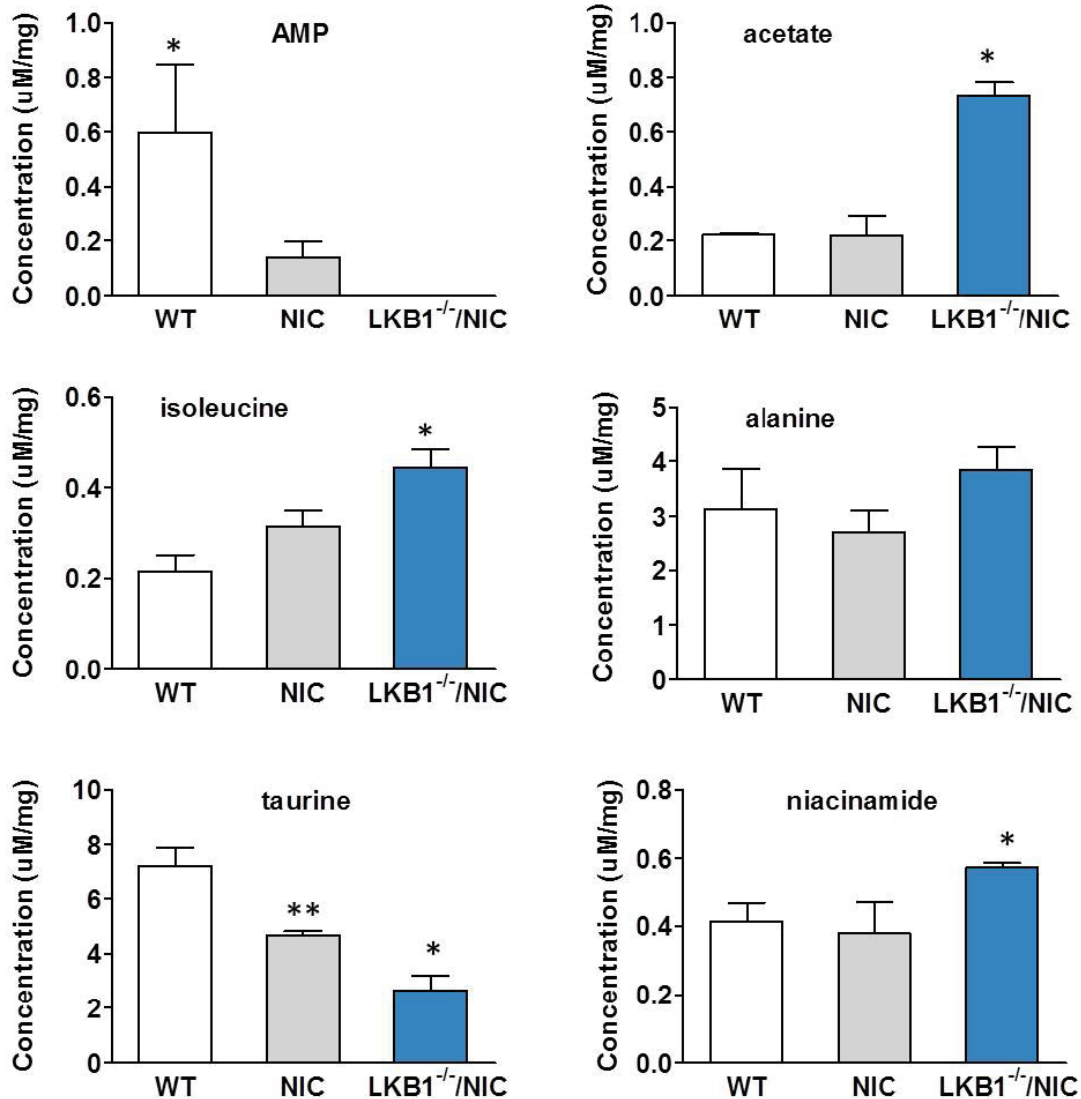 AMP
*
Concentration (uM/mg)
1.0
0.8
0.6
0.4
0.2
0.0
WT NIC LKB1-/-/NIC
acetate
*
Concentration (uM/mg)
1.0
0.8
0.6
0.4
0.2
0.0
WT NIC LKB1-/-/NIC
isoleucine
*
Concentration (uM/mg)
0.6
0.4
0.2
0.0
WT NIC LKB1-/-/NIC
alanine
Concentration (uM/mg)
5
4
3
2
1
0
WT NIC LKB1-/-/NIC
taurine
**
*
Concentration (uM/mg)
10
8
6
4
2
0
WT NIC LKB1-/-/NIC
niacinamide
*
Concentration (uM/mg)
0.8
0.6
0.4
0.2
0.0
WT NIC LKB1-/-/NIC